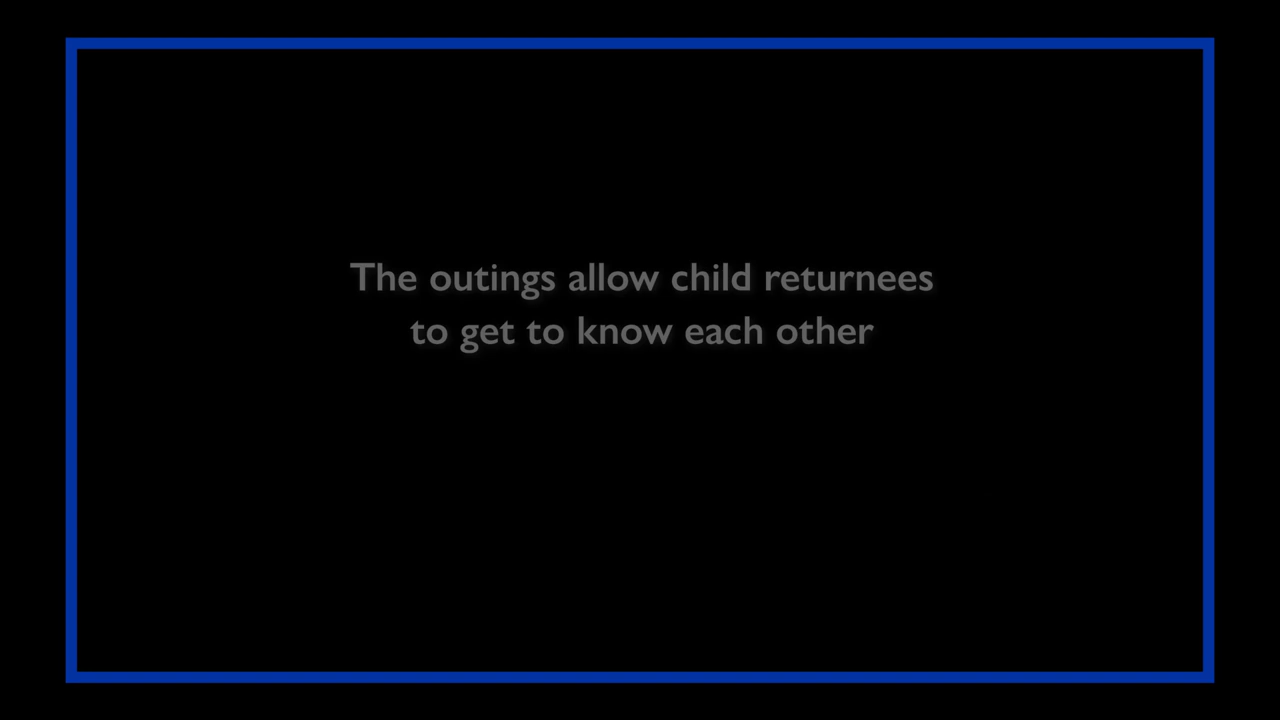 The outings allow child returnees
to get to know each other